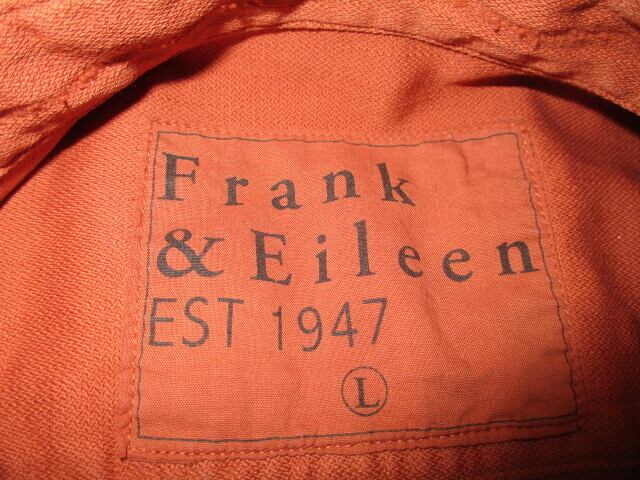 Frank
& Eileen
EST 1947
L